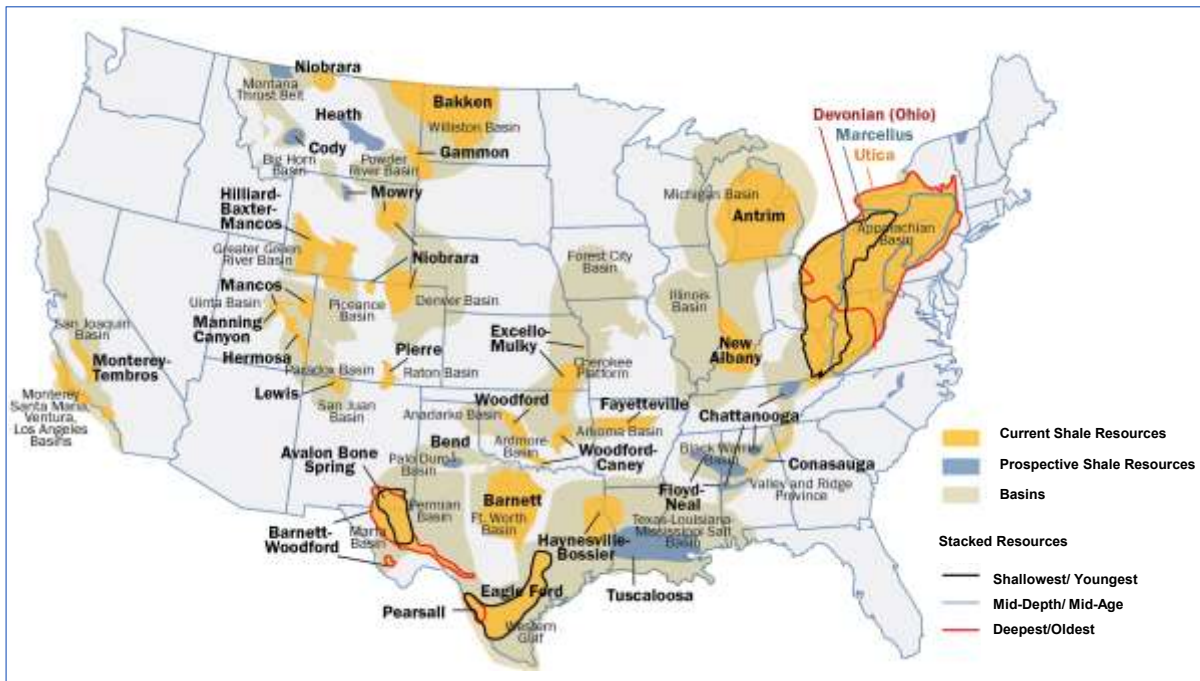 Niobrara
Montana
Thrust Belt
Heath
Bakken
Williston Basin
Cody
Big Horn
Basin
Powder
River Basin
Gammon
Mowry
Hilliard-
Baxter-
Mancos
Greater Green
River Basin
Niobrara
Mancos
Uinta Basin
Piceance
Basin
Denver Basin
Manning
Canyon
Hermosa
Pierre
Paradox Basin
Raton Basin
Lewis
San Juan
Basin
San Joaquin
Basin
Monterey-
Tembros
Monterey
Santa Maria,
Ventura,
Los Angeles
Basins
Devonian (Ohio)
Marcellus
Utica
Michigan Basin
Antrim
Appalachian
Basin
Forest City
Basin
Illinois
Basin
New
Albany
Excello-
Mulky
Cherokee
Platform
Woodford
Anadarko Basin
Fayetteville
Arkoma Basin
Chattanooga
Bend
Ardmore
Basin
Woodford-
Caney
Palo Duro
Basin
Black Warrior
Basin
Conasauga
Floyd-
Neal
Valley and Ridge
Province
Avalon Bone
Spring
Permian
Basin
Barnett
Ft. Worth
Basin
Barnett-
Woodford
Marfa
Basin
Haynesville-
Bossier
Texas-Louisiana-
Mississippi Salt
Basin
Eagle Ford
Tuscaloosa
Pearsall
Western
Gulf
Current Shale Resources
Prospective Shale Resources
Basins
Stacked Resources
Shallowest/ Youngest
Mid-Depth/ Mid-Age
Deepest/Oldest